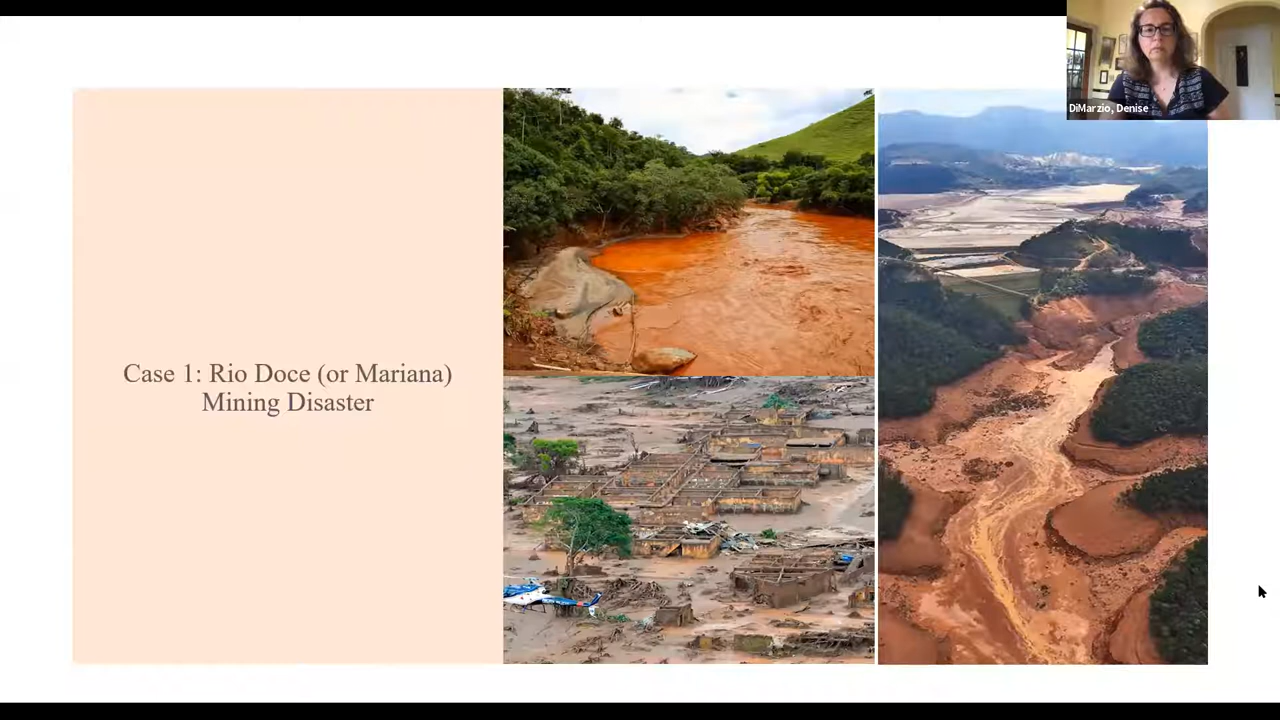 DiMarzio, Denise
Case 1: Rio Doce (or Mariana)
Mining Disaster